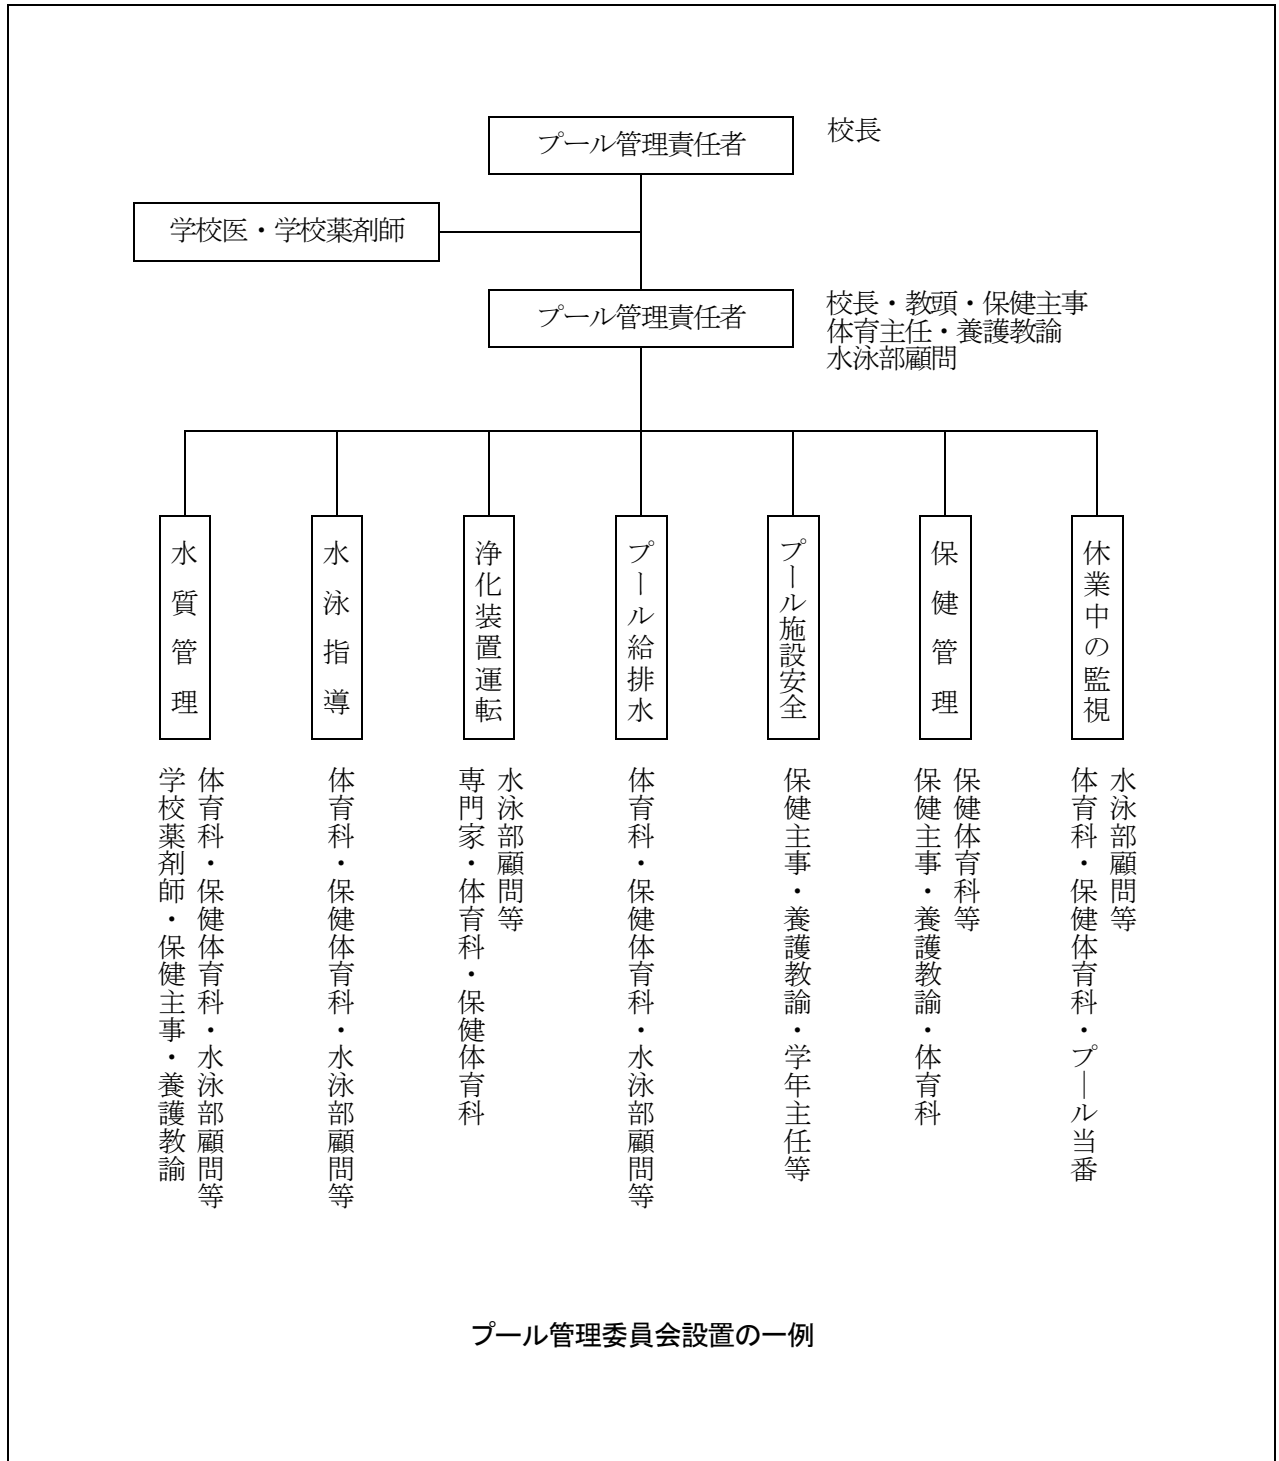 プール管理責任者
校長
学校医・学校薬剤師
プール管理責任者
校長・教頭・保健主事
体育主任・養護教諭
水泳部顧問
水質管理
水泳指導
浄化装置運転
プール給排水
プール施設安全
保健管理
休業中の監視
学校薬剤師・保健主事・養護教諭
体育科・保健体育科・水泳部顧問等
体育科・保健体育科・水泳部顧問等
専門家・体育科・保健体育科
水泳部顧問等
体育科・保健体育科・水泳部顧問等
保健主事・養護教諭・学年主任等
保健主事・養護教諭・体育科
保健体育科等
体育科・保健体育科・プール当番
水泳部顧問等
プール管理委員会設置の一例